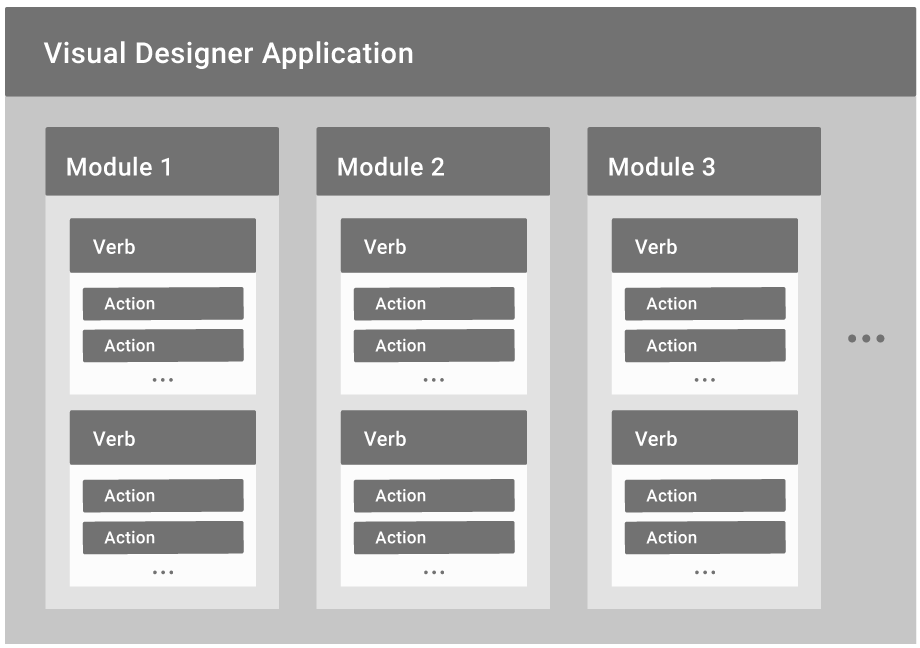 Visual Designer Application
Module 1
Verb
Action
Action
...
Verb
Action
Action
...
Module 2
Verb
Action
Action
...
Verb
Action
Action
...
Module 3
Verb
Action
Action
...
Verb
Action
Action
...
...